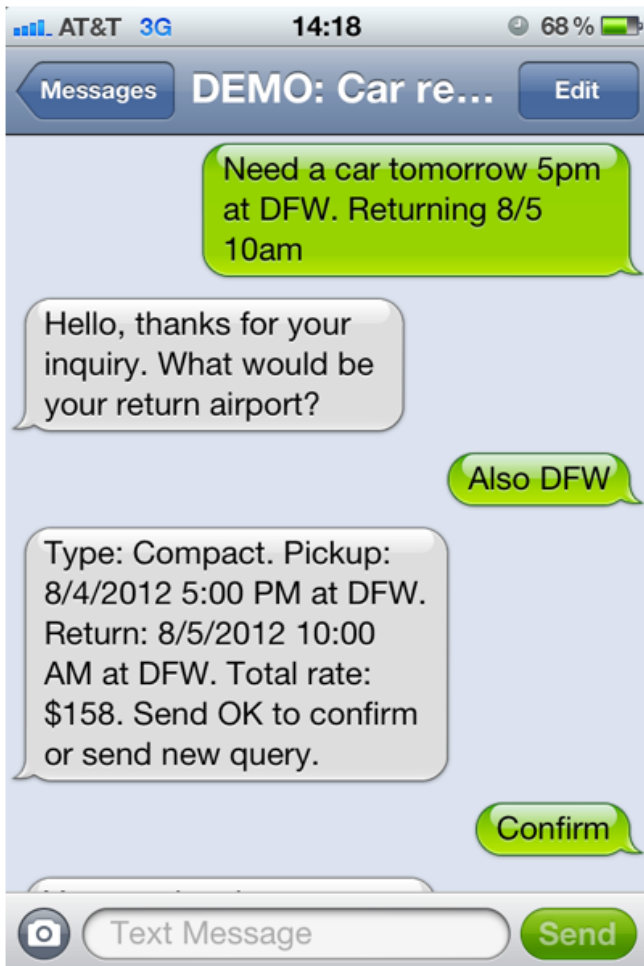 AT&T 3G 14:18 68%
Messages DEMO: Car re... Edit
Need a car tomorrow 5pm
at DFW. Returning 8/5
10am
Hello, thanks for your
inquiry. What would be
your return airport?
Also DFW
Type: Compact. Pickup:
8/4/2012 5:00 PM at DFW.
Return: 8/5/2012 10:00
AM at DFW. Total rate:
$158. Send OK to confirm
or send new query.
Confirm
Text Message Send